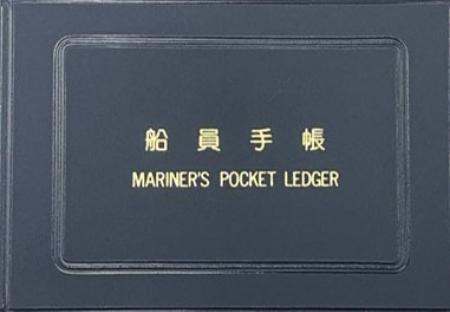 船員手帳
MARINER'S POCKET LEDGER